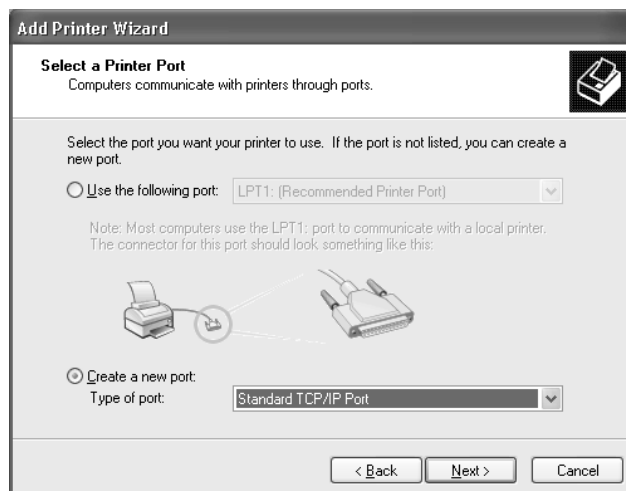 Add Printer Wizard
Select a Printer Port
Computers communicate with printers through ports.
Select the port you want your printer to use. If the port is not listed, you can create a
new port.
Use the following port: LPT1: (Recommended Printer Port)
Note: Most computers use the LPT1: port to communicate with a local printer.
The connector for this port should look something like this:
Create a new port:
Type of port: Standard TCP/IP Port
< Back Next > Cancel